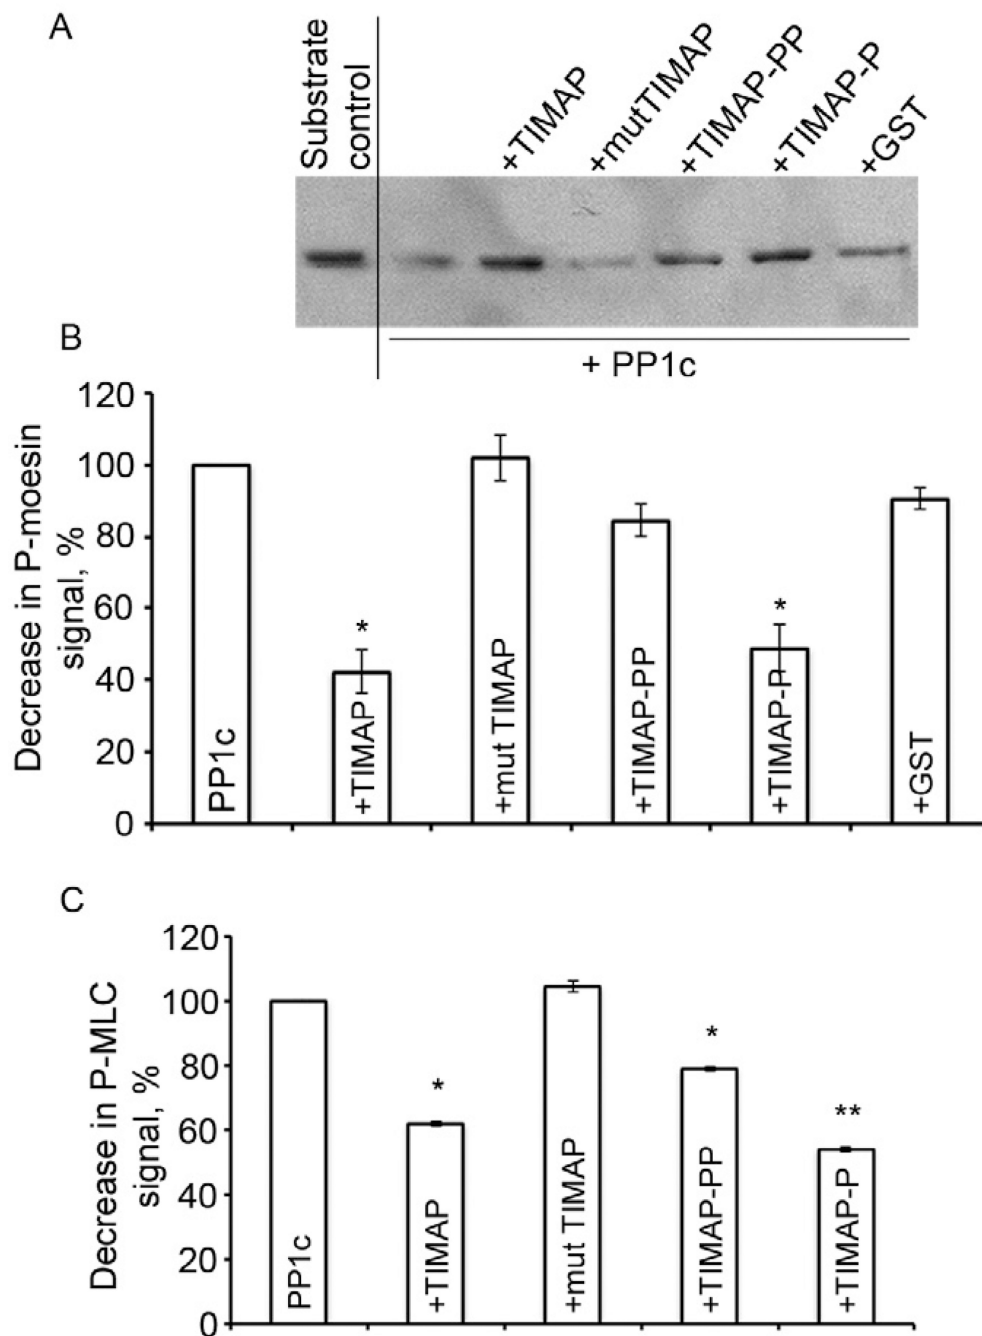 A
Substrate
control
+TIMAP
+mutTIMAP
+TIMAP-PP
+TIMAP-P
+GST
+ PP1c
B
Decrease in P-moesin
signal, %
120
100
80
60
40
20
0
PP1c
*
+TIMAP
+mut TIMAP
+TIMAP-PP
*
+TIMAP-P
+GST
C
Decrease in P-MLC
signal, %
120
100
80
60
40
20
0
PP1c
*
+TIMAP
+mut TIMAP
*
+TIMAP-PP
**
+TIMAP-P